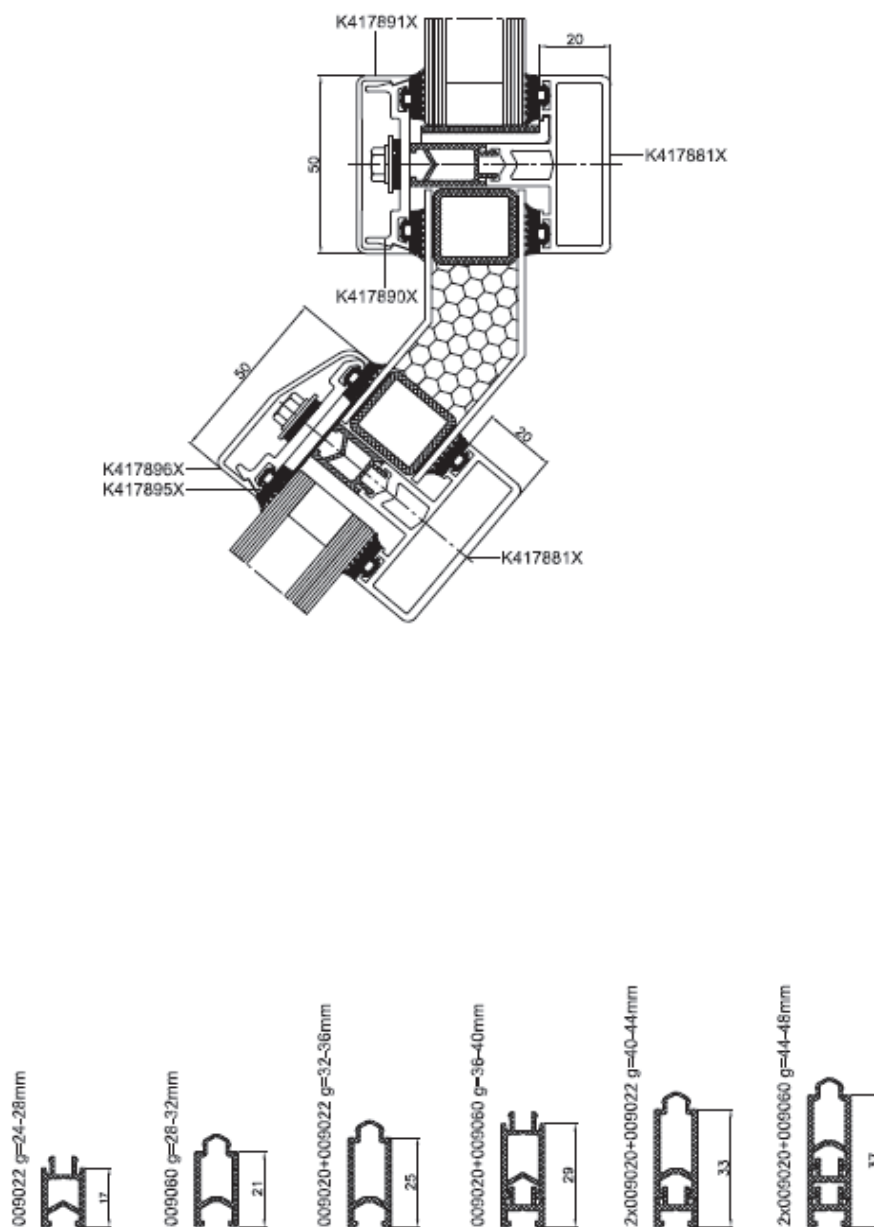 K417891X
20
50
K417881X
K417890X
50
20
K417896X
K417895X
K417881X
009022 g=24-28mm
17
009060 g=28-32mm
21
009020+009022 g=32-36mm
25
009020+009060 g=36-40mm
29
2x009020+009022 g=40-44mm
33
2x009020+009060 g=44-48mm
37